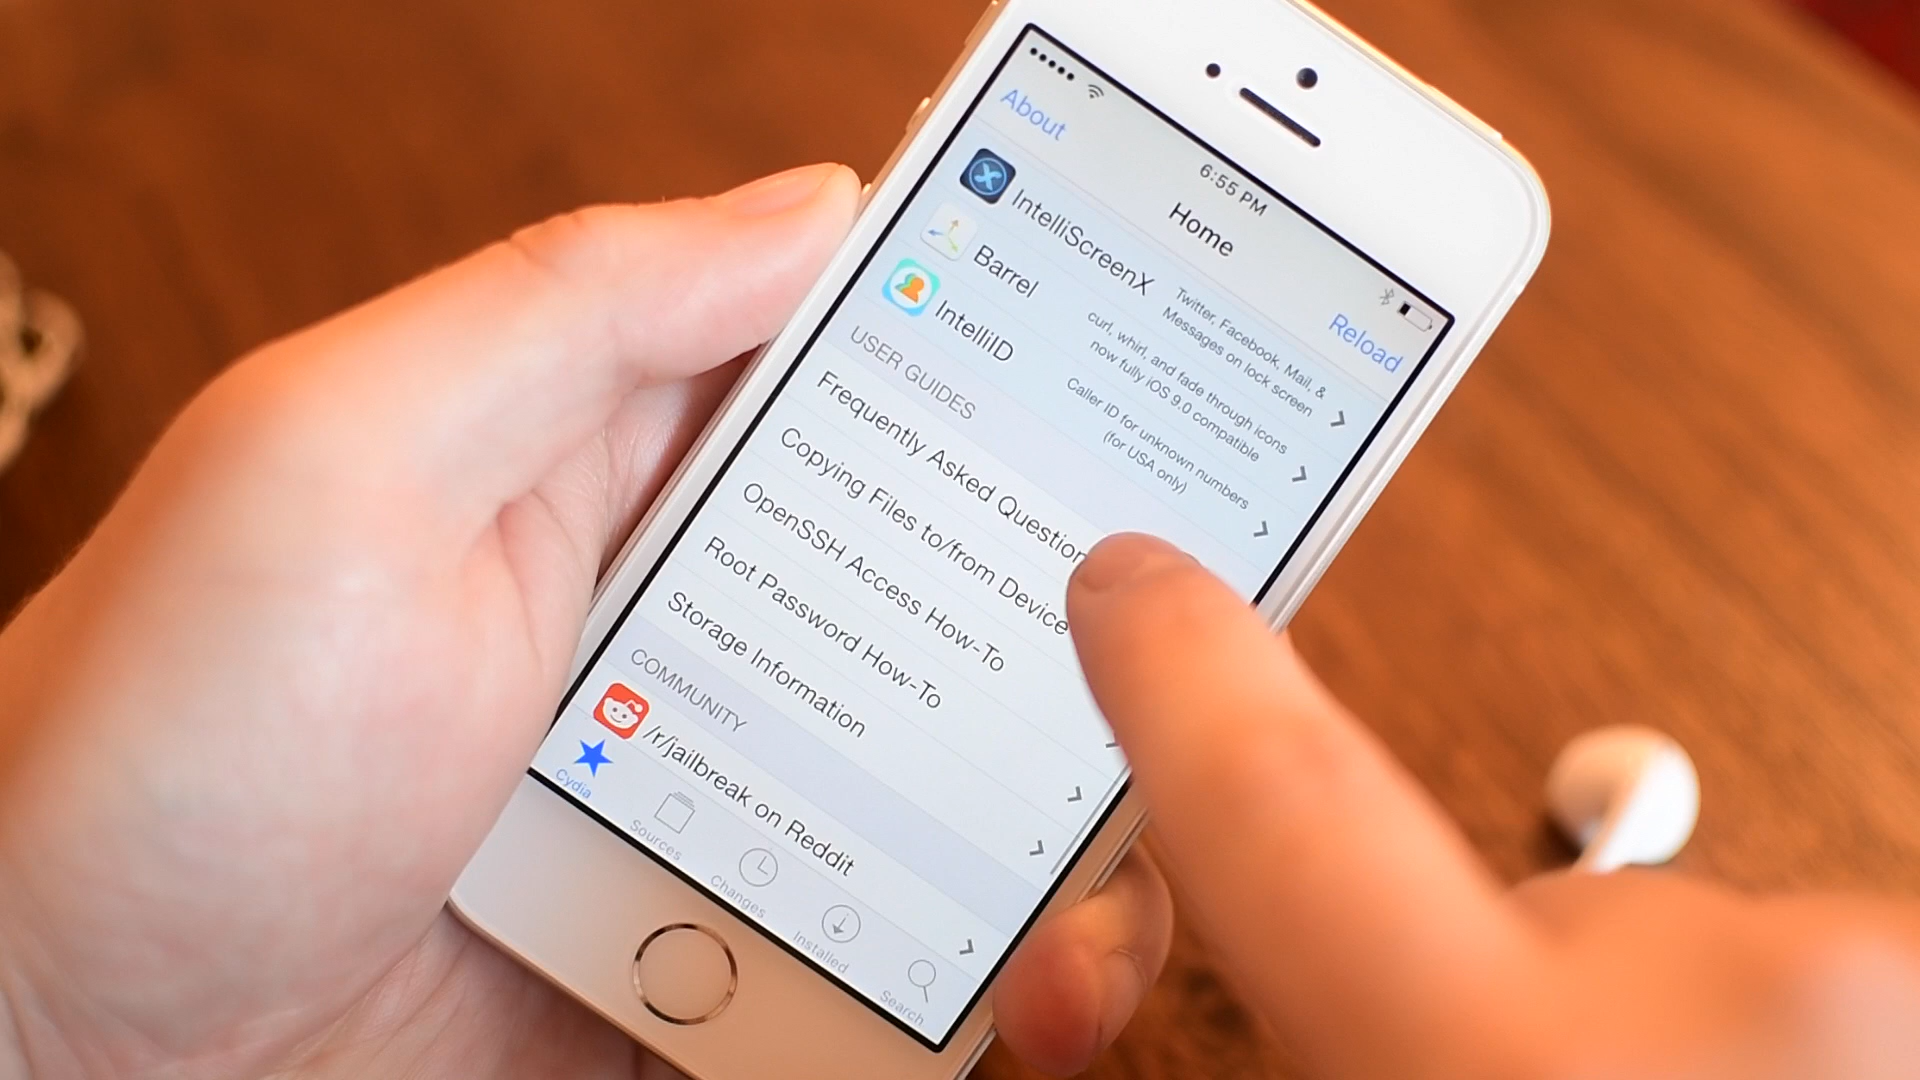 6:55 PM
About
Home
Reload
IntelliScreenX
Twitter, Facebook, Mail, &
Messages on lock screen
Barrel
curl, whirl, and fade through icons
now fully iOS 9.0 compatible
IntelliID
Caller ID for unknown numbers
(for USA only)
USER GUIDES
Frequently Asked Question
Copying Files to/from Device
OpenSSH Access How-To
Root Password How-To
Storage Information
COMMUNITY
/r/jailbreak on Reddit
Cydia
Sources
Changes
Installed
Search